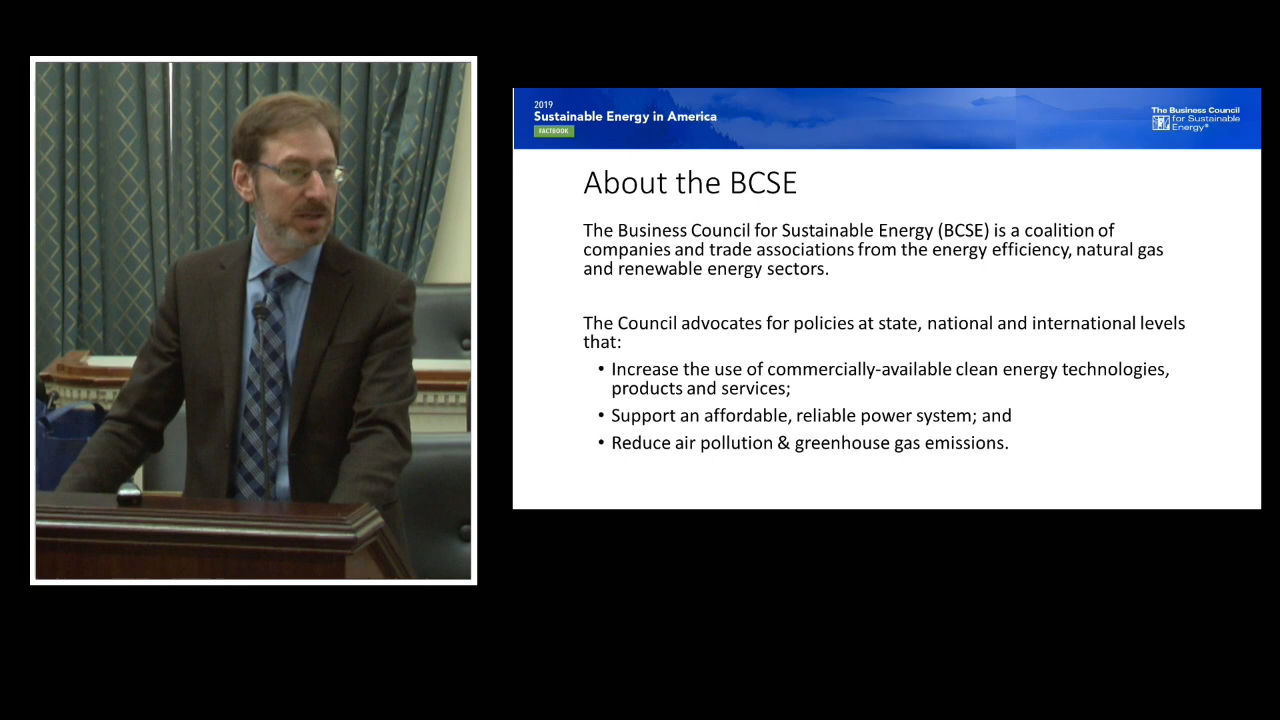 2019
Sustainable Energy in America
FACTBOOK
The Business Council
for Sustainable
Energy®
About the BCSE
The Business Council for Sustainable Energy (BCSE) is a coalition of
companies and trade associations from the energy efficiency, natural gas
and renewable energy sectors.
The Council advocates for policies at state, national and international levels
that:
• Increase the use of commercially-available clean energy technologies,
products and services;
• Support an affordable, reliable power system; and
• Reduce air pollution & greenhouse gas emissions.